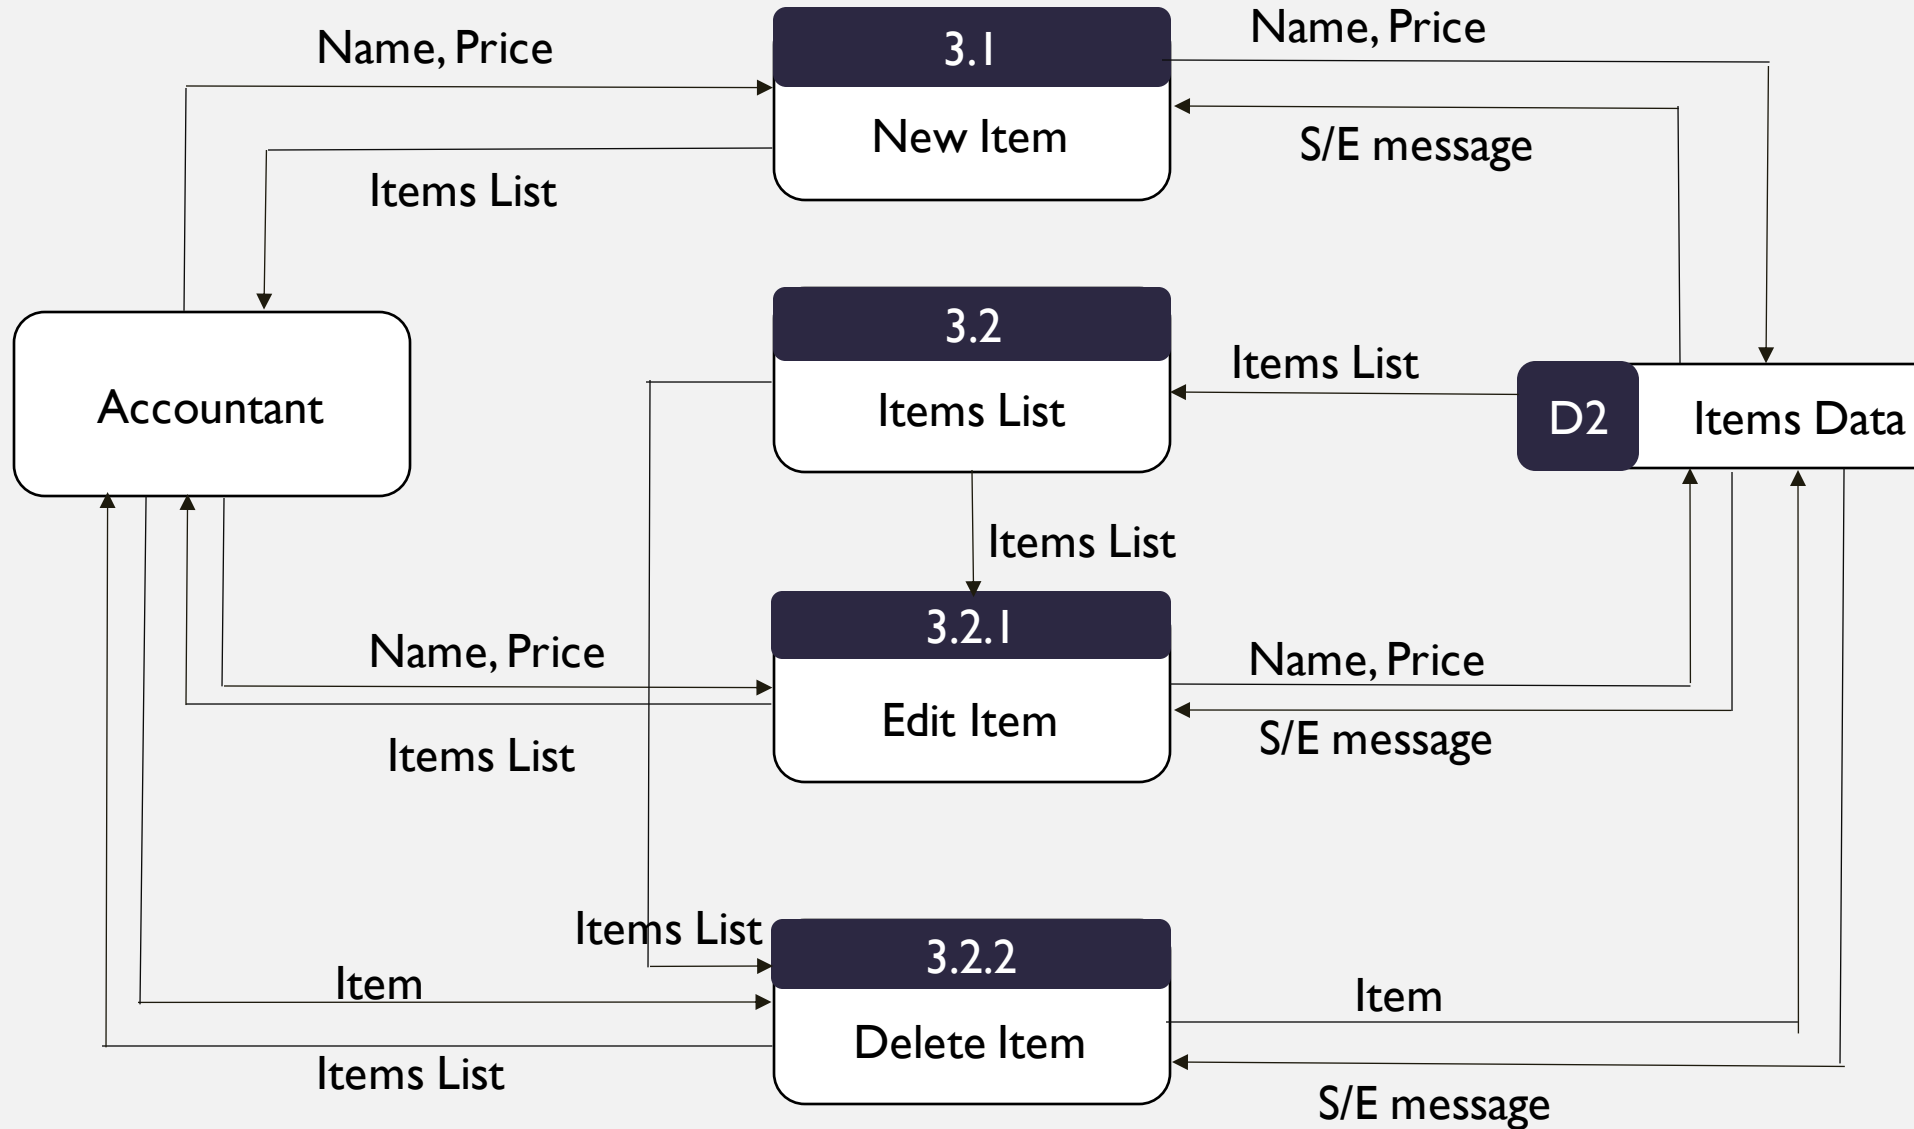 Name, Price
3.1
Name, Price
New Item
S/E message
Items List
3.2
Items List
Accountant
Items List
D2
Items Data
Items List
3.2.1
Name, Price
Name, Price
Edit Item
Items List
S/E message
Items List
3.2.2
Item
Item
Delete Item
Items List
S/E message